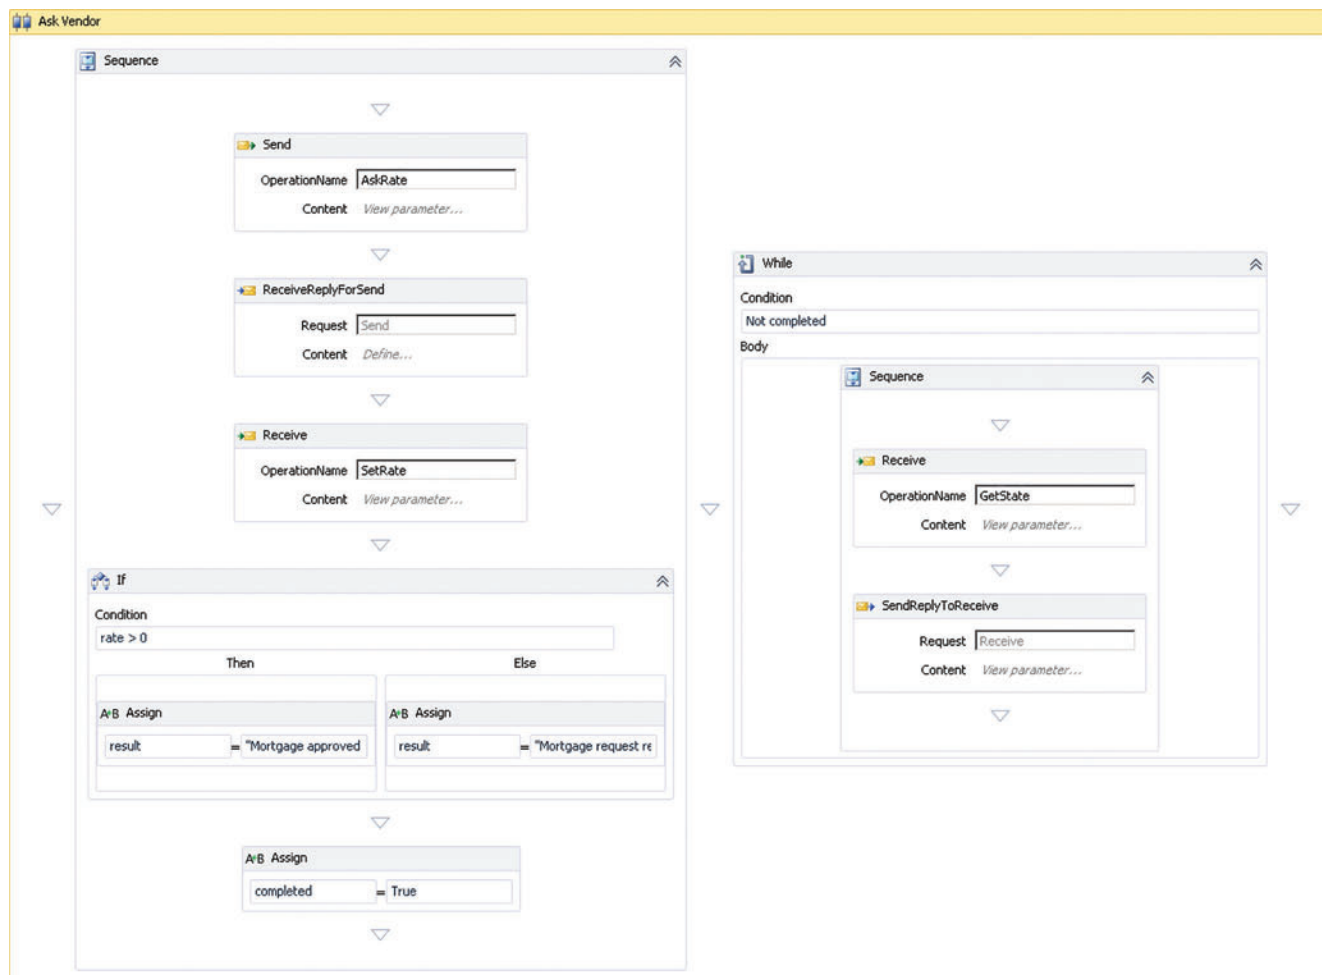 Ask Vendor
Sequence
Send
OperationName AskRate
Content View parameter...
ReceiveReplyForSend
Request Send
Content Define...
Receive
OperationName SetRate
Content View parameter...
If
Condition
rate > 0
Then Else
A+B Assign A+B Assign
result = "Mortgage approved result = "Mortgage request re
A+B Assign
completed = True
While
Condition
Not completed
Body
Sequence
Receive
OperationName GetState
Content View parameter...
SendReplyToReceive
Request Receive
Content View parameter...